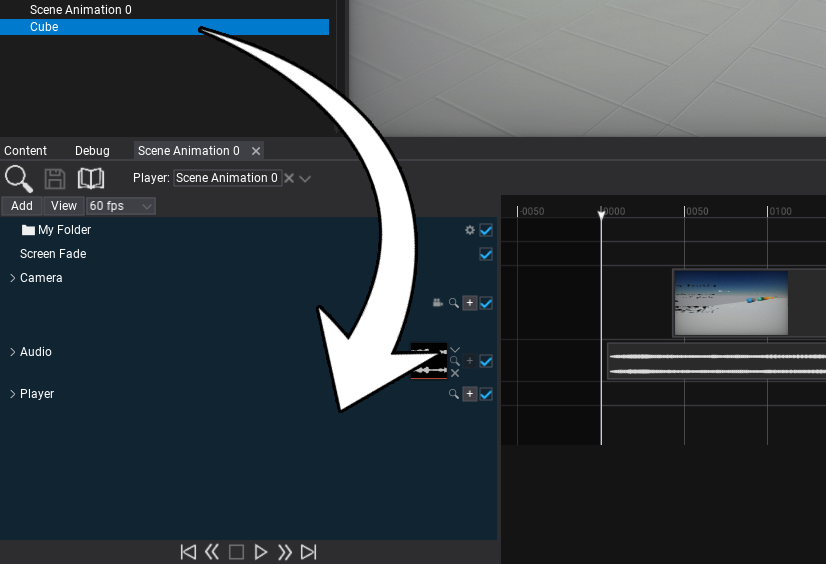 Scene Animation 0
Cube
Content Debug Scene Animation 0
Player: Scene Animation 0
Add View 60 fps
-0050 0000 0050 0100
My Folder
Screen Fade
Camera
Audio
Player